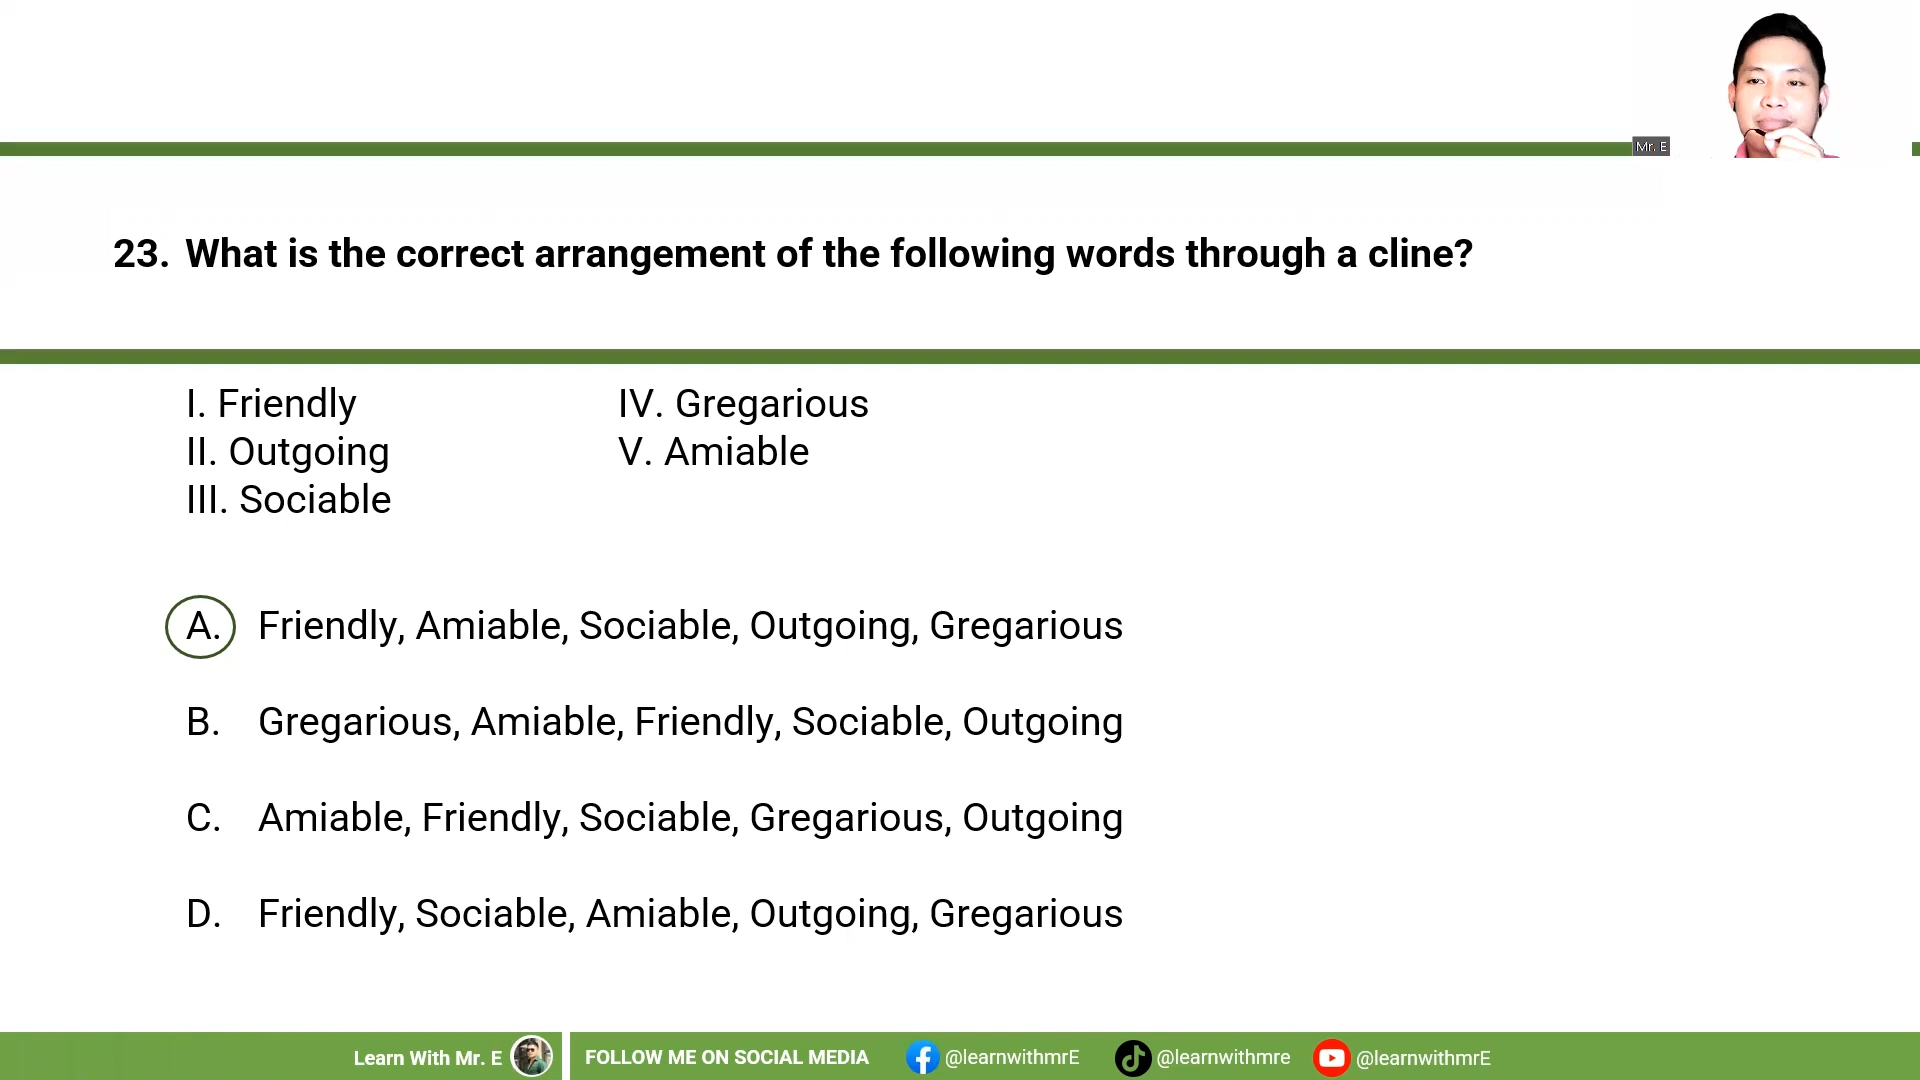 Mr. E
23. What is the correct arrangement of the following words through a cline?
I. Friendly
II. Outgoing
III. Sociable
IV. Gregarious
V. Amiable
A. Friendly, Amiable, Sociable, Outgoing, Gregarious
B. Gregarious, Amiable, Friendly, Sociable, Outgoing
C. Amiable, Friendly, Sociable, Gregarious, Outgoing
D. Friendly, Sociable, Amiable, Outgoing, Gregarious
Learn With Mr. E FOLLOW ME ON SOCIAL MEDIA @learnwithmrE @learnwithmre @learnwithmrE